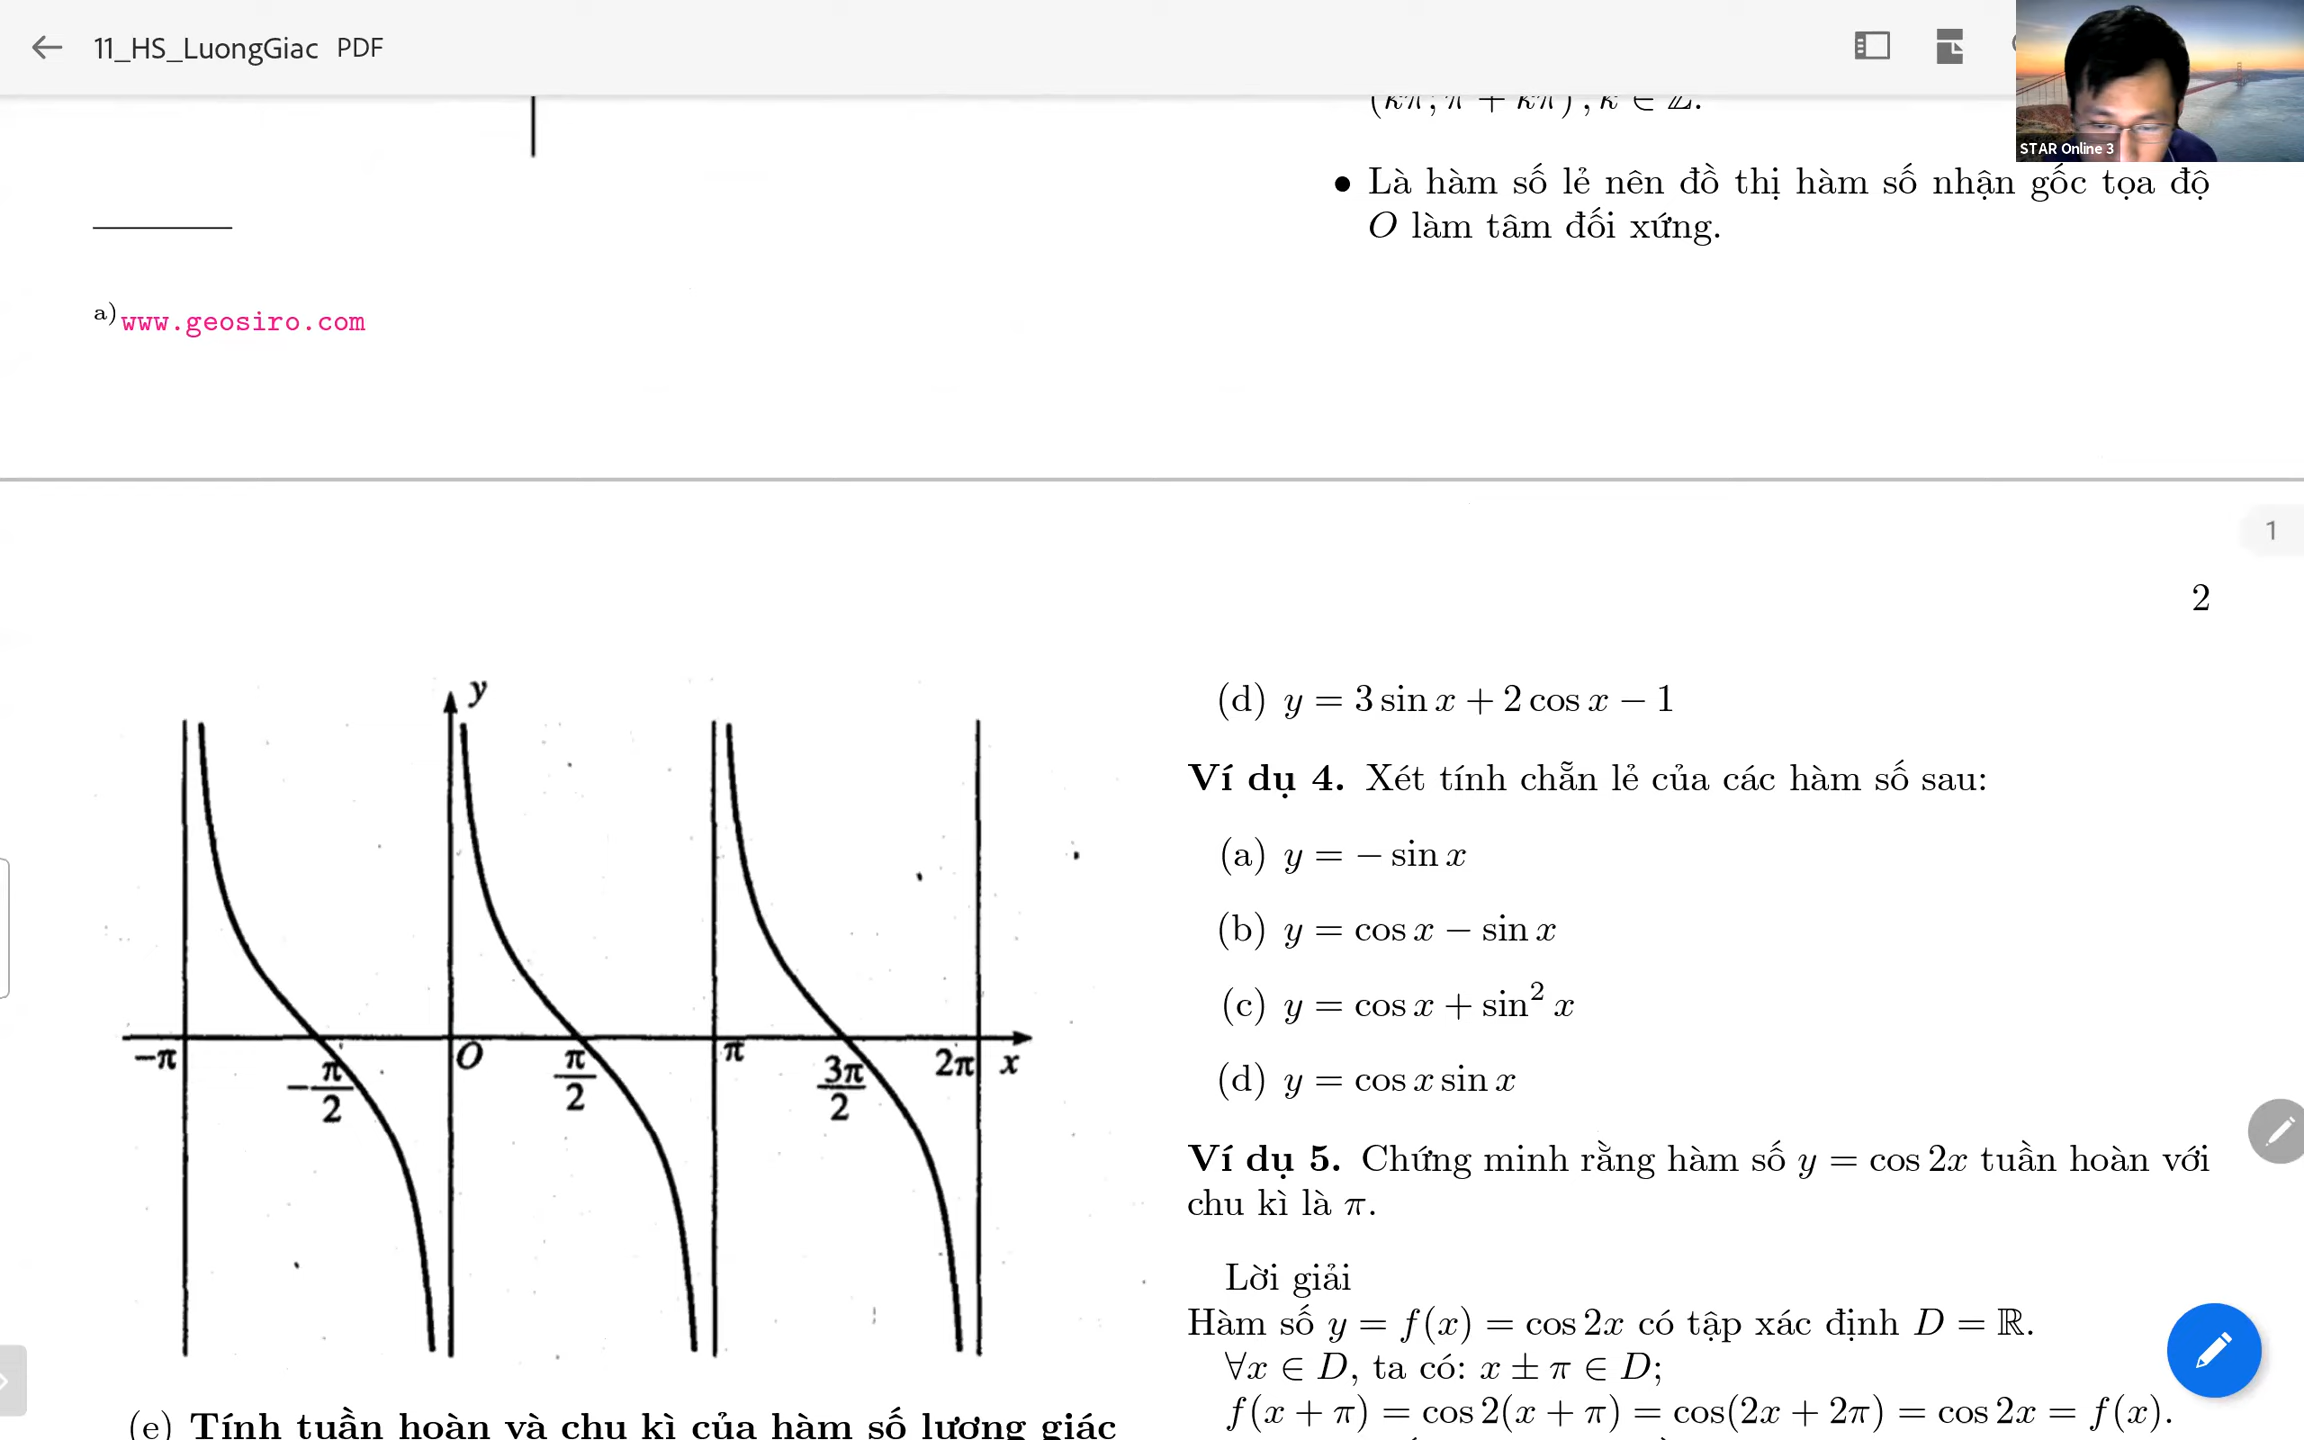 11_HS_LuongGiac PDF
STAR Online 3
(kπ; π + kπ), k ∈ ℤ.
• Là hàm số lẻ nên đồ thị hàm số nhận gốc tọa độ
O làm tâm đối xứng.
a) www.geosiro.com
1
2
y
−π
−π/2
O
π/2
π
3π/2
2π
x
(e) Tính tuần hoàn và chu kì của hàm số lượng giác
(d) y = 3 sin x + 2 cos x − 1
Ví dụ 4. Xét tính chẵn lẻ của các hàm số sau:
(a) y = − sin x
(b) y = cos x − sin x
(c) y = cos x + sin² x
(d) y = cos x sin x
Ví dụ 5. Chứng minh rằng hàm số y = cos 2x tuần hoàn với
chu kì là π.
Lời giải
Hàm số y = f(x) = cos 2x có tập xác định D = ℝ.
∀x ∈ D, ta có: x ± π ∈ D;
f(x + π) = cos 2(x + π) = cos(2x + 2π) = cos 2x = f(x).